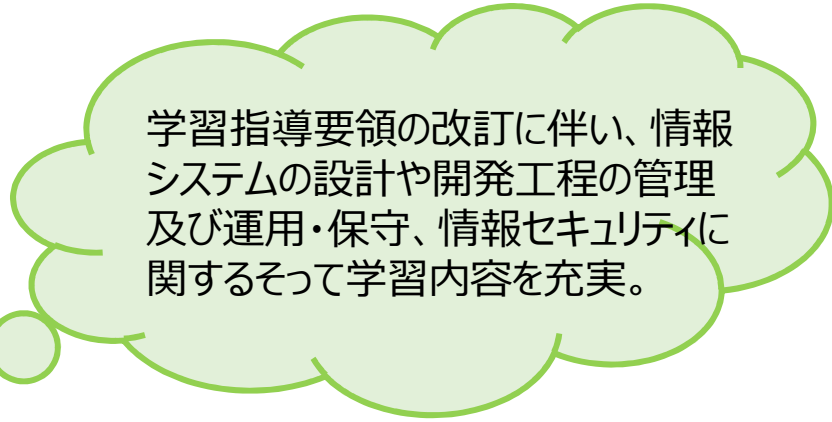 学習指導要領の改訂に伴い、情報
システムの設計や開発工程の管理
及び運用・保守、情報セキュリティに
関するそって学習内容を充実。